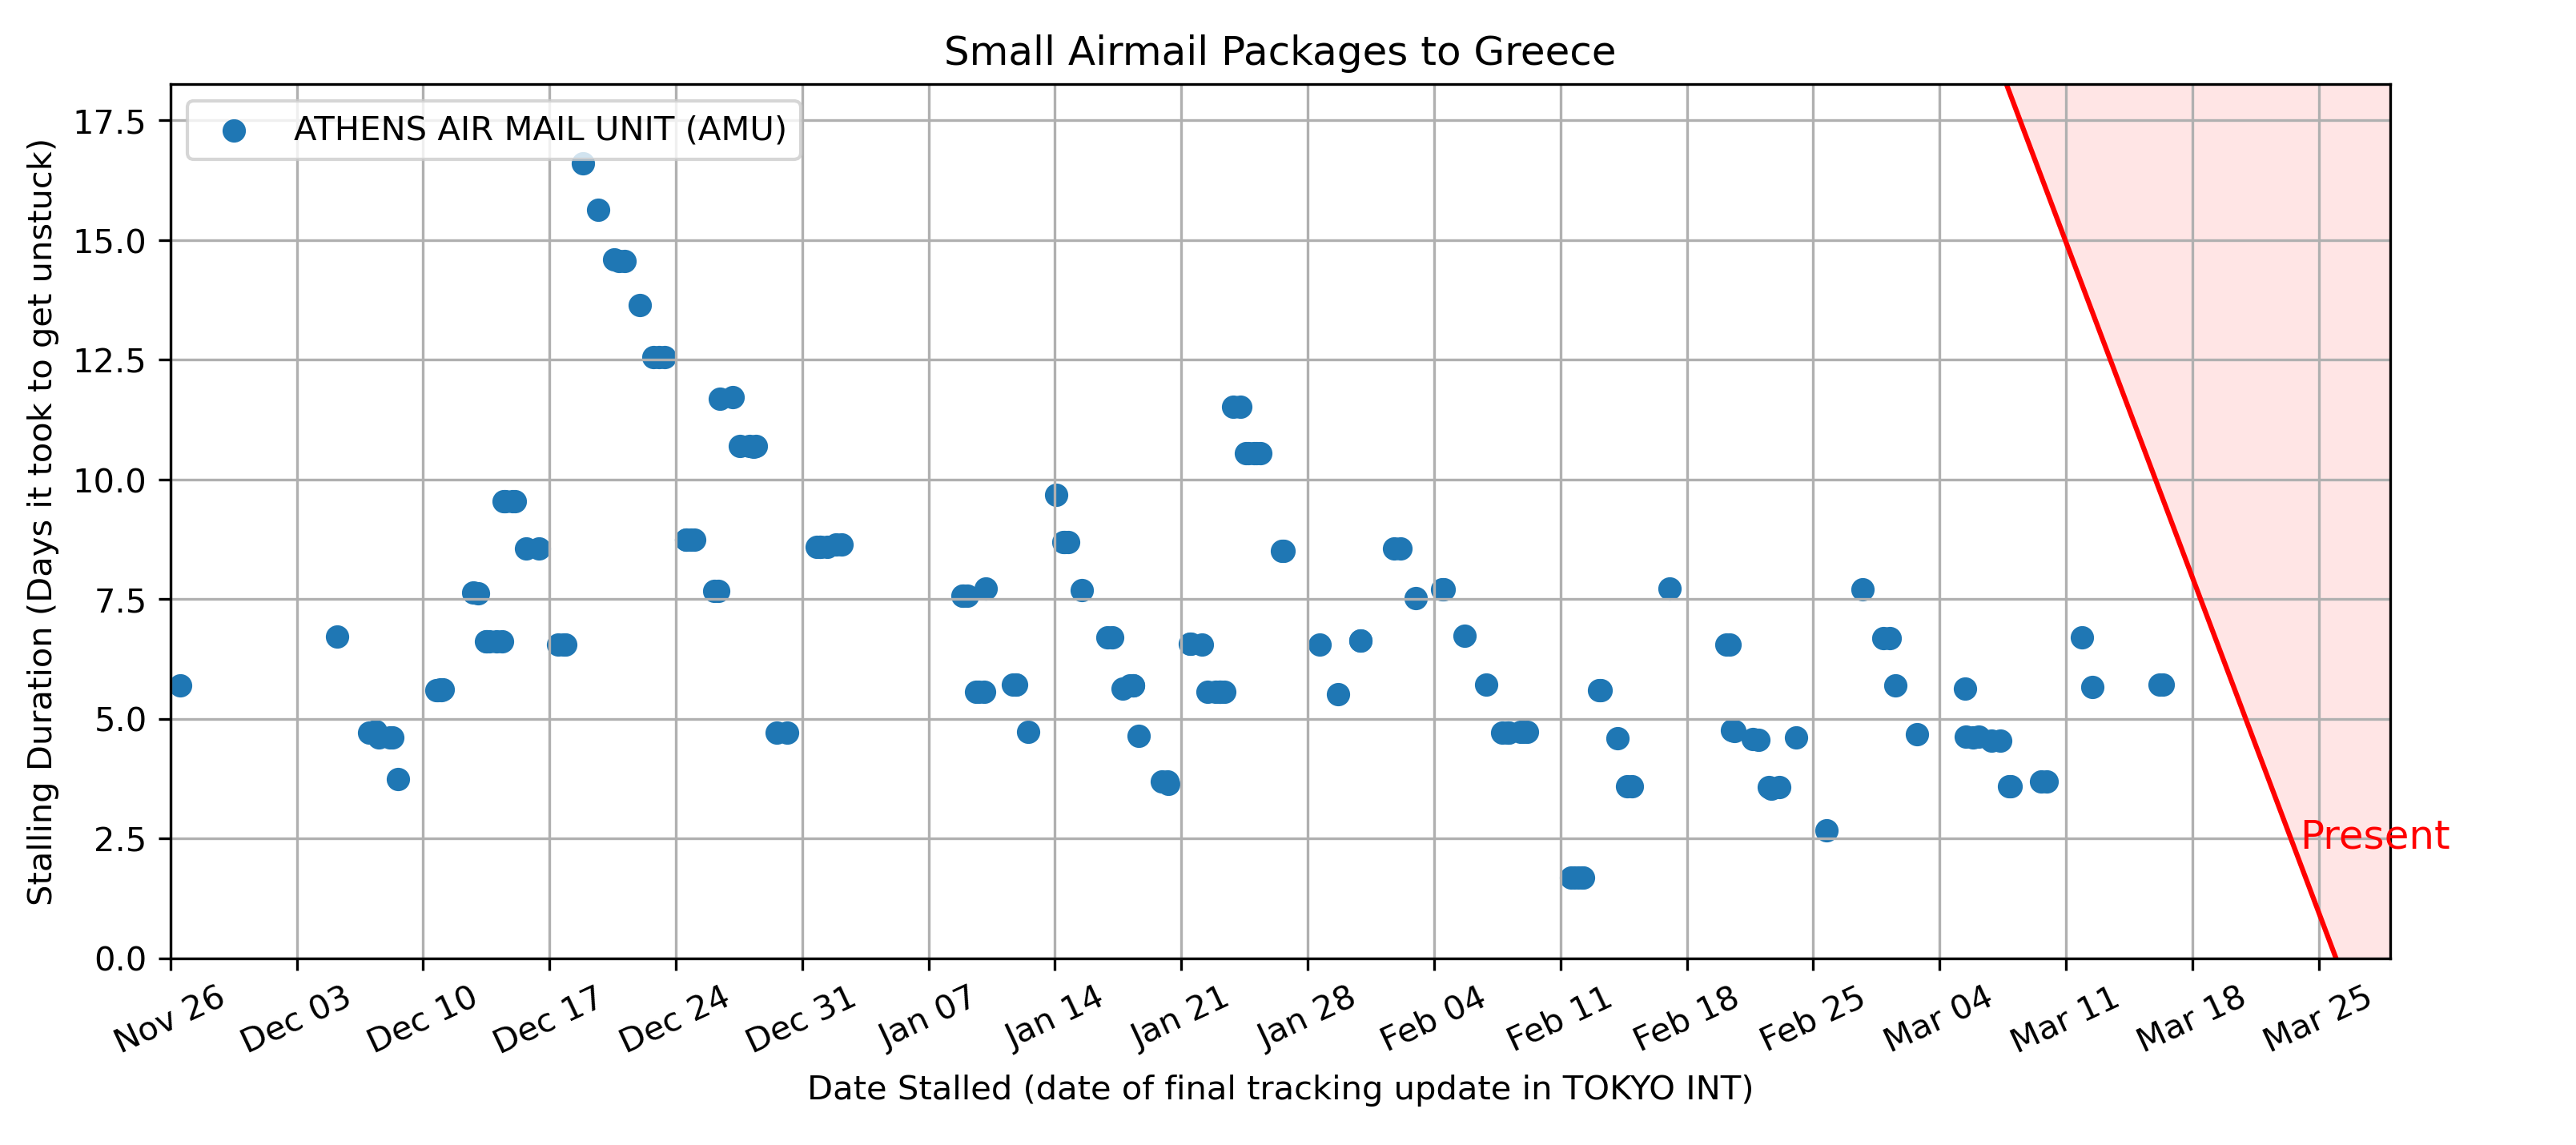 Small Airmail Packages to Greece
ATHENS AIR MAIL UNIT (AMU)
Stalling Duration (Days it took to get unstuck)
17.5
15.0
12.5
10.0
7.5
5.0
2.5
0.0
Present
Nov 26
Dec 03
Dec 10
Dec 17
Dec 24
Dec 31
Jan 07
Jan 14
Jan 21
Jan 28
Feb 04
Feb 11
Feb 18
Feb 25
Mar 04
Mar 11
Mar 18
Mar 25
Date Stalled (date of final tracking update in TOKYO INT)